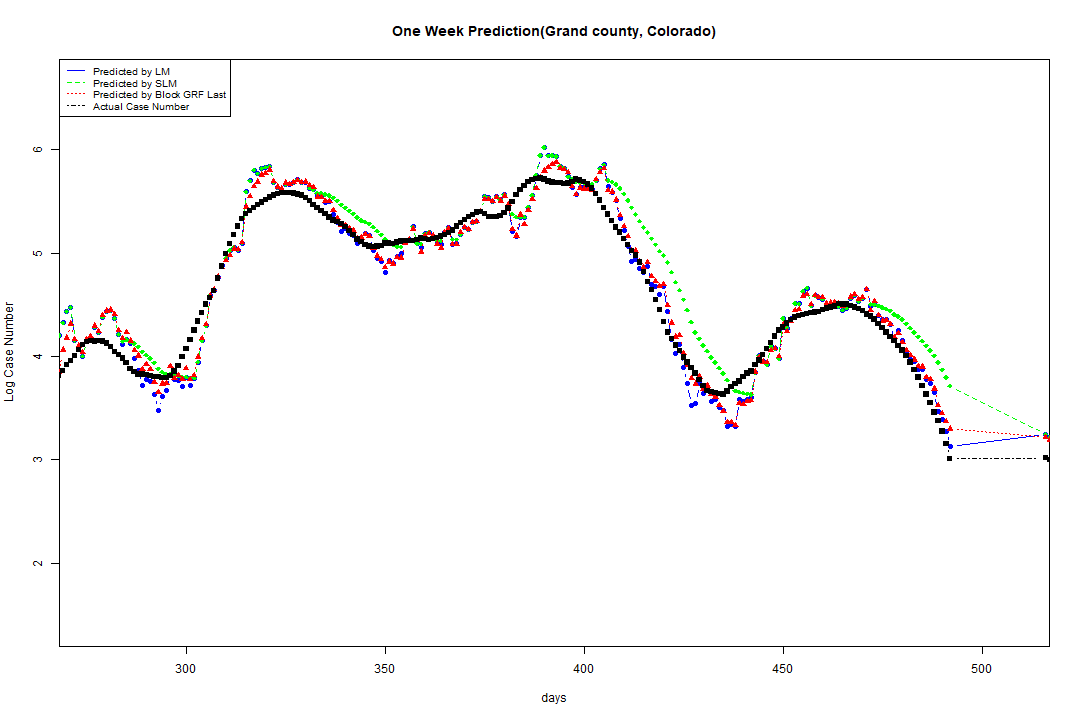 One Week Prediction(Grand county, Colorado)
Predicted by LM
Predicted by SLM
Predicted by Block GRF Last
Actual Case Number
Log Case Number
6
5
4
3
2
300 350 400 450 500
days